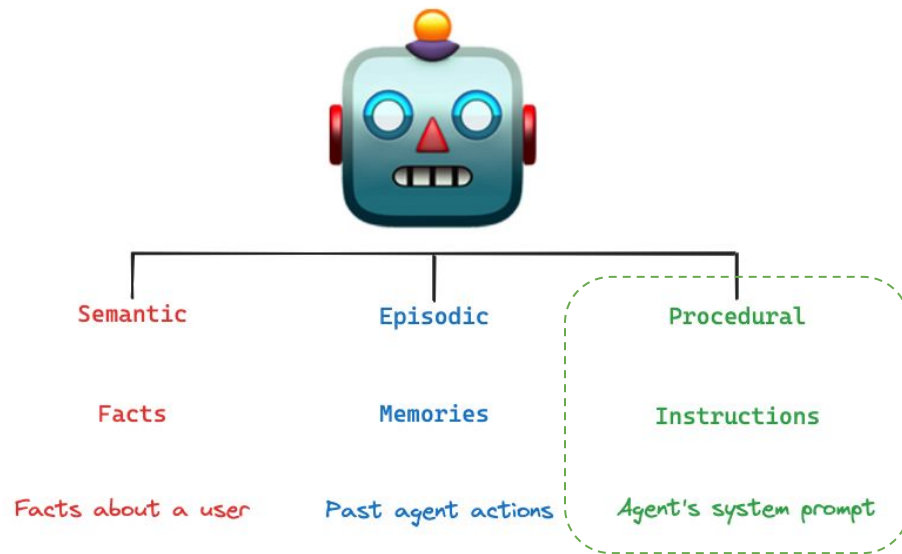 Semantic Episodic Procedural
Facts Memories Instructions
Facts about a user Past agent actions Agent's system prompt